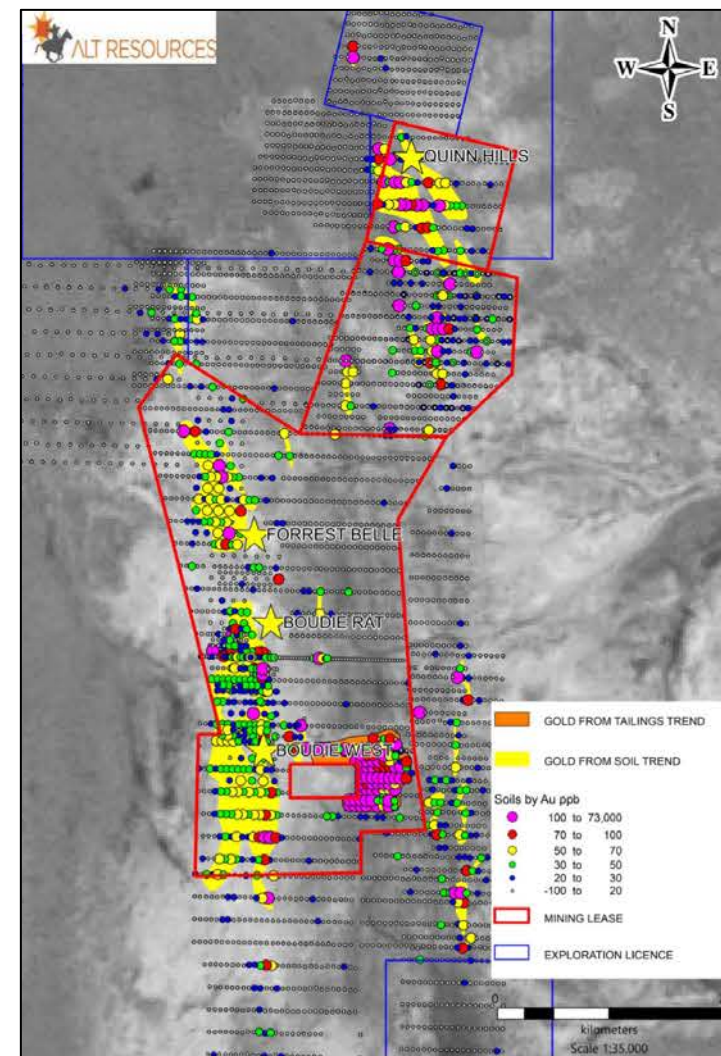 ALT RESOURCES
N
W E
S
QUINN HILLS
FORREST BELLE
BOUDIE RAT
BOUDIE WEST
GOLD FROM TAILINGS TREND
GOLD FROM SOIL TREND
Soils by Au ppb
100 to 73,000
70 to 100
50 to 70
30 to 50
20 to 30
-100 to 20
MINING LEASE
EXPLORATION LICENCE
0
kilometers
Scale 1:35,000